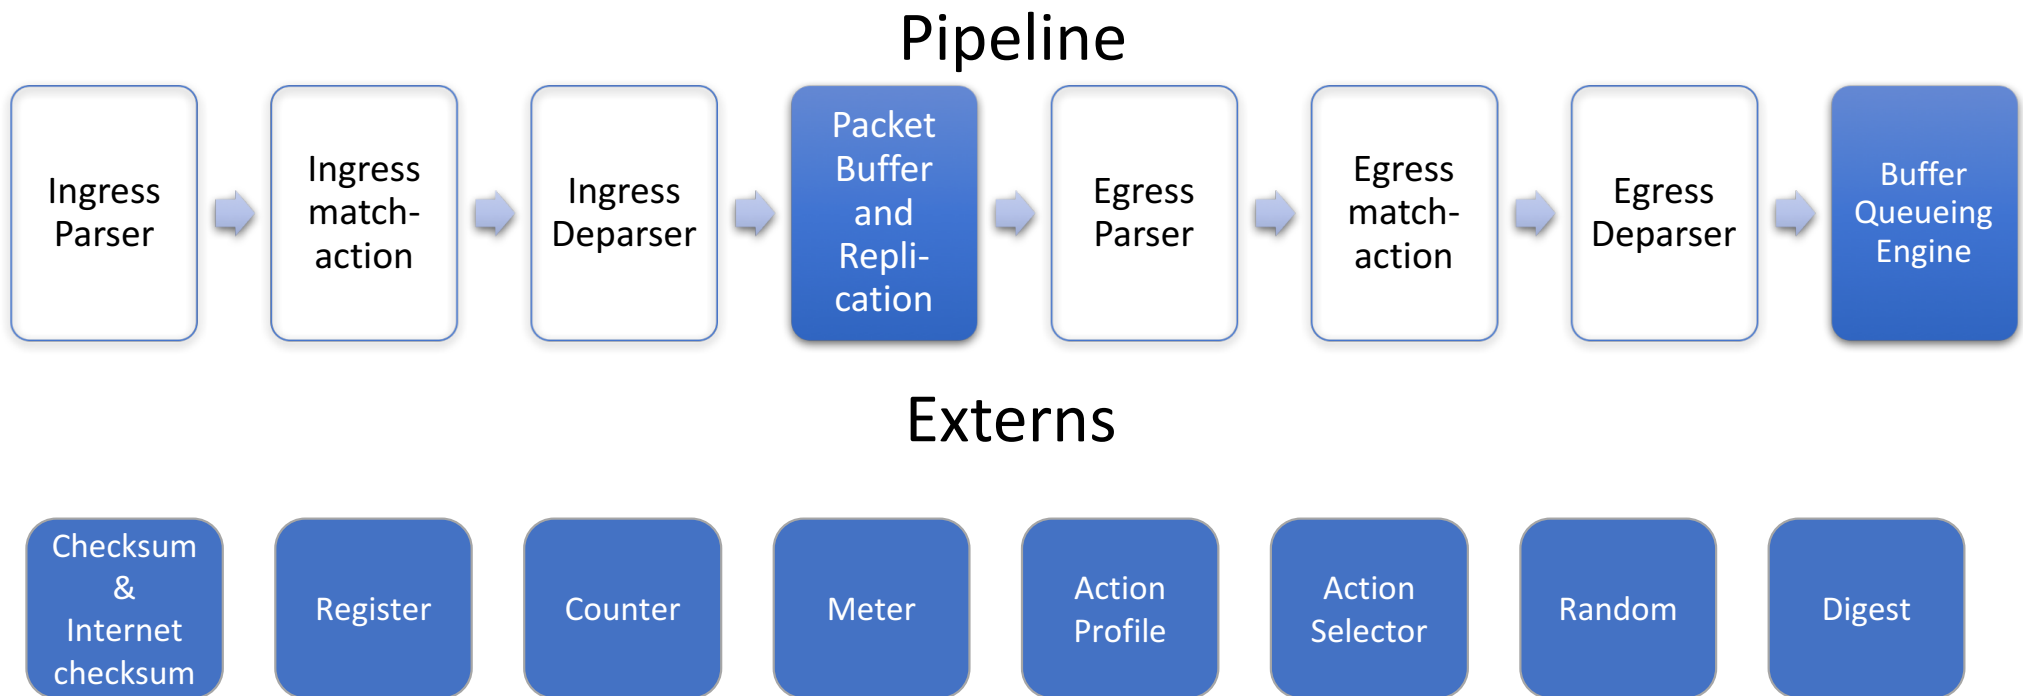 Pipeline
Ingress
Parser
Ingress
match-
action
Ingress
Deparser
Packet
Buffer
and
Repli-
cation
Egress
Parser
Egress
match-
action
Egress
Deparser
Buffer
Queueing
Engine
Externs
Checksum
&
Internet
checksum
Register
Counter
Meter
Action
Profile
Action
Selector
Random
Digest